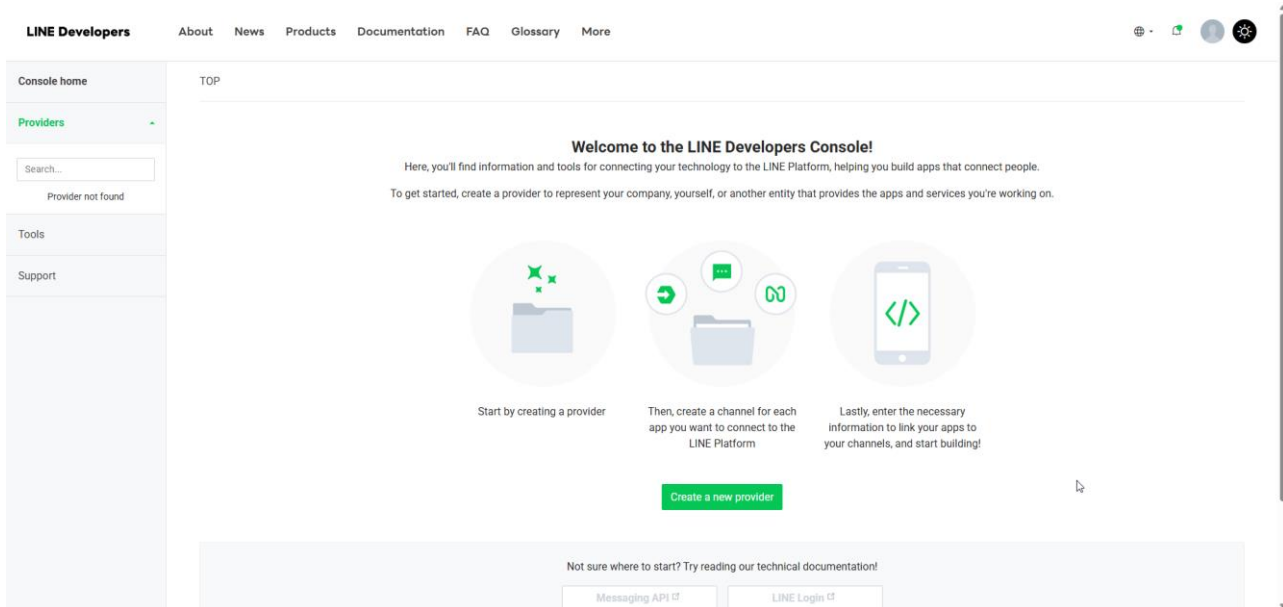 LINE Developers About News Products Documentation FAQ Glossary More
Console home
Providers
Search...
Provider not found
Tools
Support
TOP
Welcome to the LINE Developers Console!
Here, you'll find information and tools for connecting your technology to the LINE Platform, helping you build apps that connect people.
To get started, create a provider to represent your company, yourself, or another entity that provides the apps and services you're working on.
Start by creating a provider
Then, create a channel for each
app you want to connect to the
LINE Platform
</>
Lastly, enter the necessary
information to link your apps to
your channels, and start building!
Create a new provider
Not sure where to start? Try reading our technical documentation!
Messaging API
LINE Login